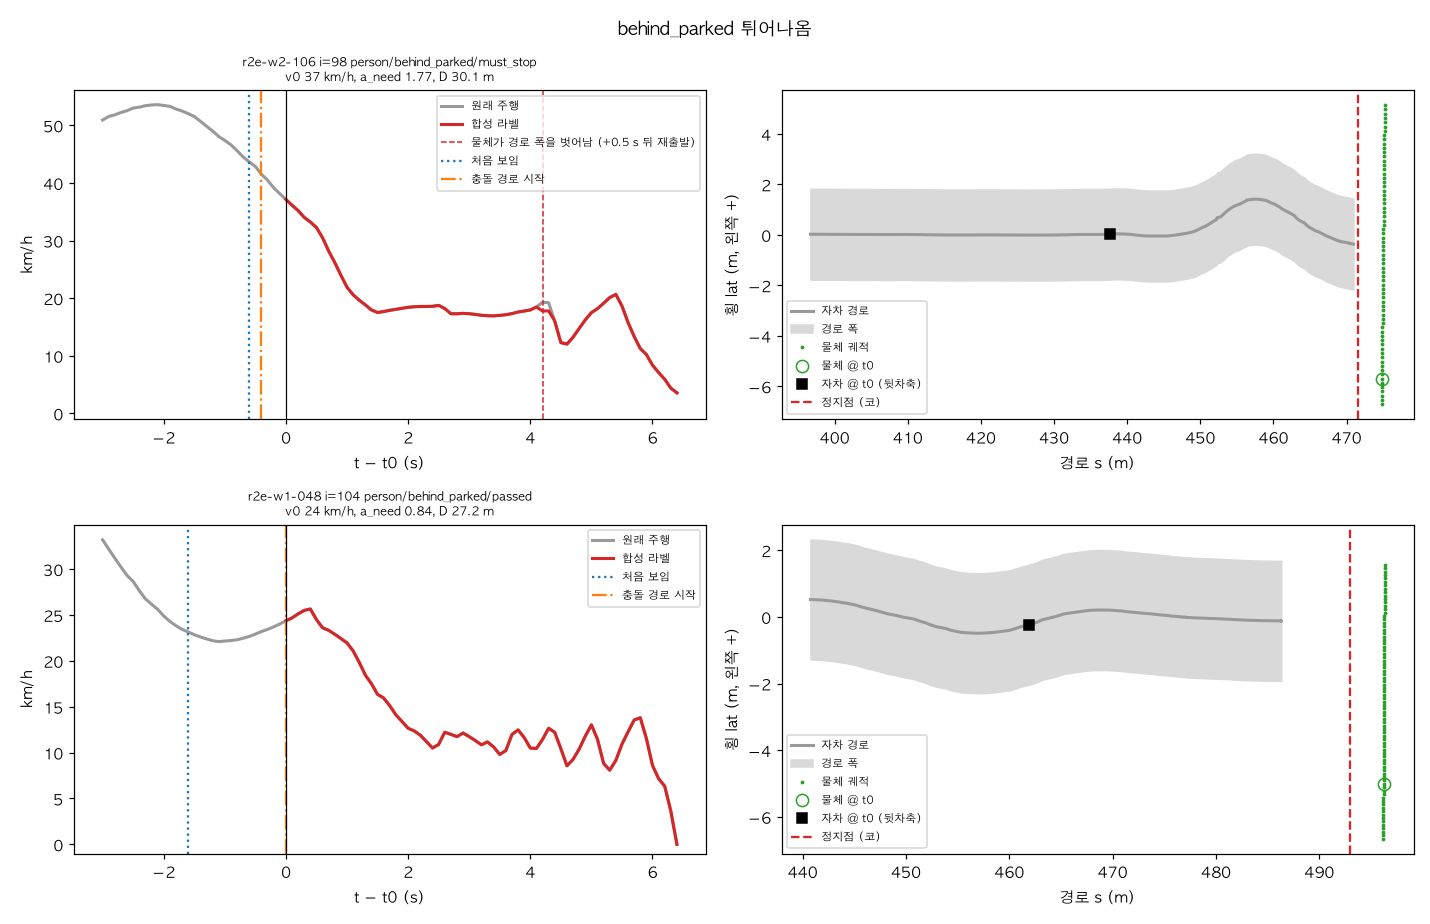 behind_parked 튀어나옴
r2e-w2-106 i=98 person/behind_parked/must_stop
v0 37 km/h, a_need 1.77, D 30.1 m
원래 주행
합성 라벨
물체가 경로 폭을 벗어남 (+0.5 s 뒤 재출발)
처음 보임
충돌 경로 시작
50
40
30
20
10
0
km/h
−2
0
2
4
6
t − t0 (s)
4
2
0
−2
−4
−6
횡 lat (m, 왼쪽 +)
자차 경로
경로 폭
물체 궤적
물체 @ t0
자차 @ t0 (뒷차축)
정지점 (코)
400
410
420
430
440
450
460
470
경로 s (m)
r2e-w1-048 i=104 person/behind_parked/passed
v0 24 km/h, a_need 0.84, D 27.2 m
원래 주행
합성 라벨
처음 보임
충돌 경로 시작
30
25
20
15
10
5
0
km/h
−2
0
2
4
6
t − t0 (s)
2
0
−2
−4
−6
횡 lat (m, 왼쪽 +)
자차 경로
경로 폭
물체 궤적
물체 @ t0
자차 @ t0 (뒷차축)
정지점 (코)
440
450
460
470
480
490
경로 s (m)